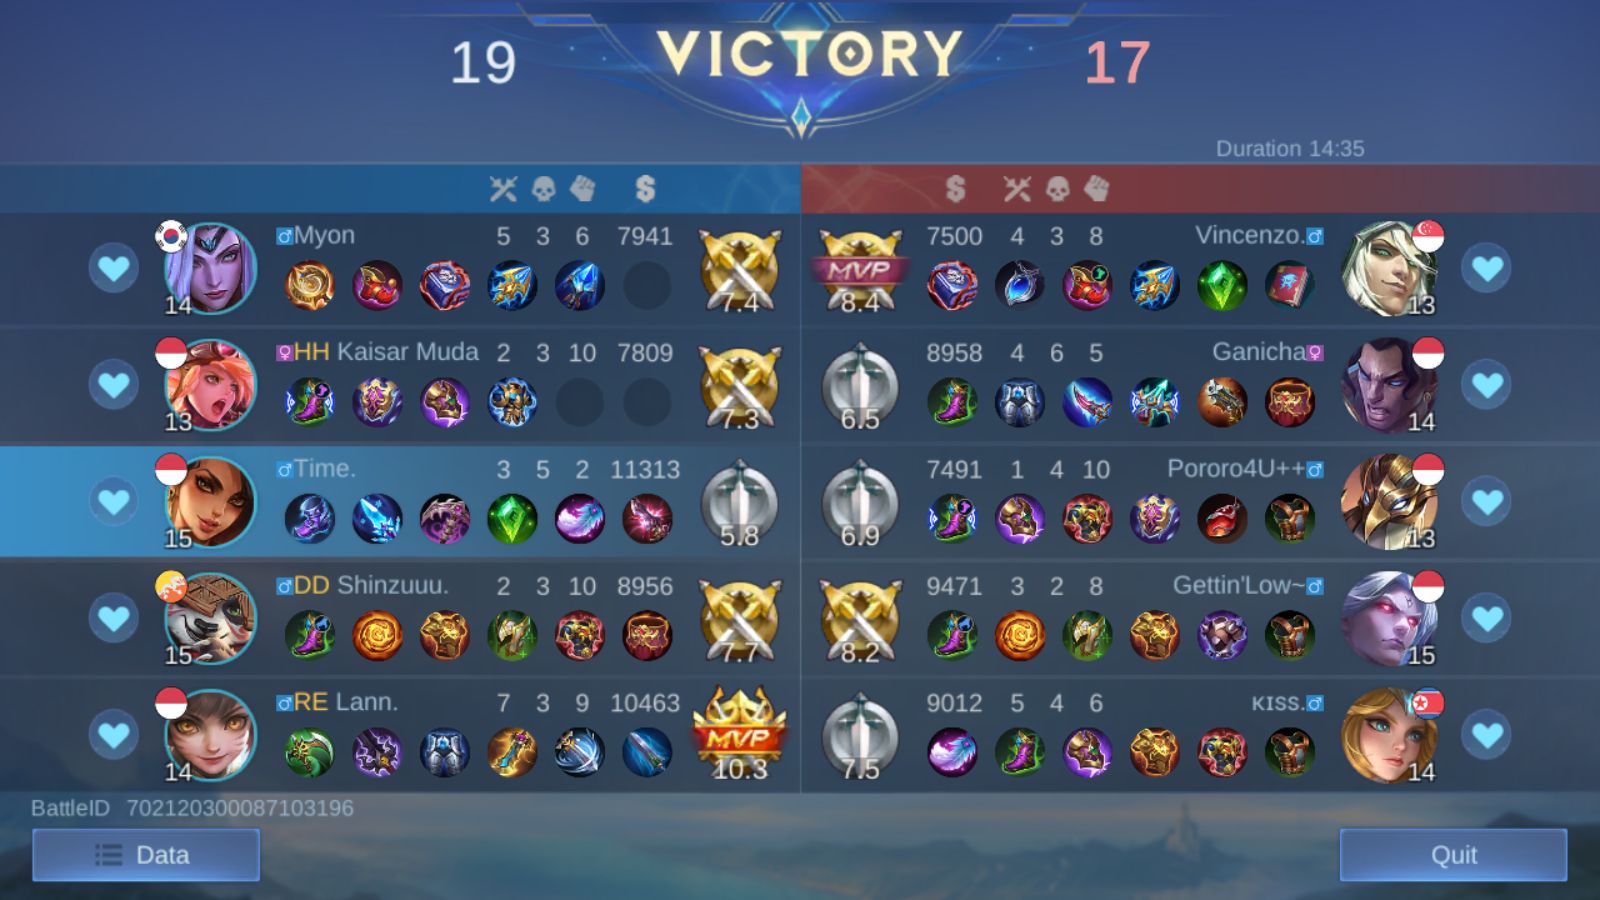 19 VICTORY 17
Duration 14:35
Myon 5 3 6 7941
14 7.4
MVP 7500 4 3 8 Vincenzo.
8.4 13
HH Kaisar Muda 2 3 10 7809
13 7.3
8958 4 6 5 Ganicha
6.5 14
Time. 3 5 2 11313
15 5.8
7491 1 4 10 Pororo4U++
6.9 13
DD Shinzuuu. 2 3 10 8956
15 7.7
9471 3 2 8 Gettin'Low~
8.2 15
RE Lann. 7 3 9 10463 MVP
14 10.3
9012 5 4 6 ᴋɪss.
7.5 14
BattleID 702120300087103196
Data Quit